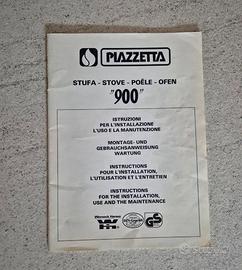 PIAZZETTA
STUFA - STOVE - POÊLE - OFEN
"900"
ISTRUZIONI
PER L'INSTALLAZIONE
L'USO E LA MANUTENZIONE
MONTAGE- UND
GEBRAUCHSANWEISUNG
WARTUNG
INSTRUCTIONS
POUR L'INSTALLATION,
L'UTILISATION ET L'ENTRETIEN
INSTRUCTIONS
FOR THE INSTALLATION,
USE AND THE MAINTENANCE
GS